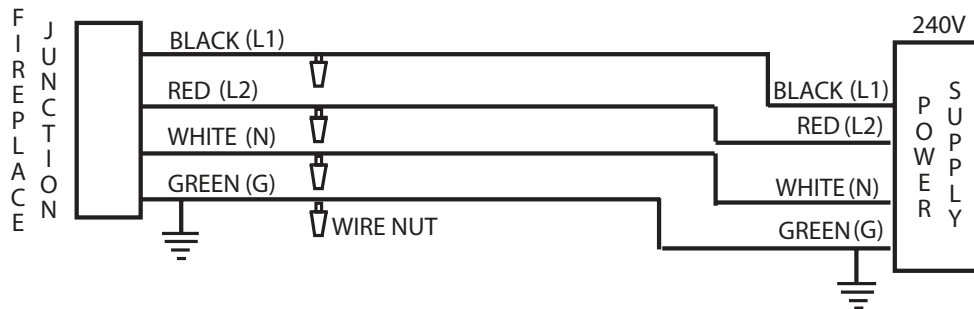 FIREPLACE
JUNCTION
BLACK (L1)
RED (L2)
WHITE (N)
GREEN (G)
WIRE NUT
240V
BLACK (L1)
RED (L2)
WHITE (N)
GREEN (G)
POWER
SUPPLY